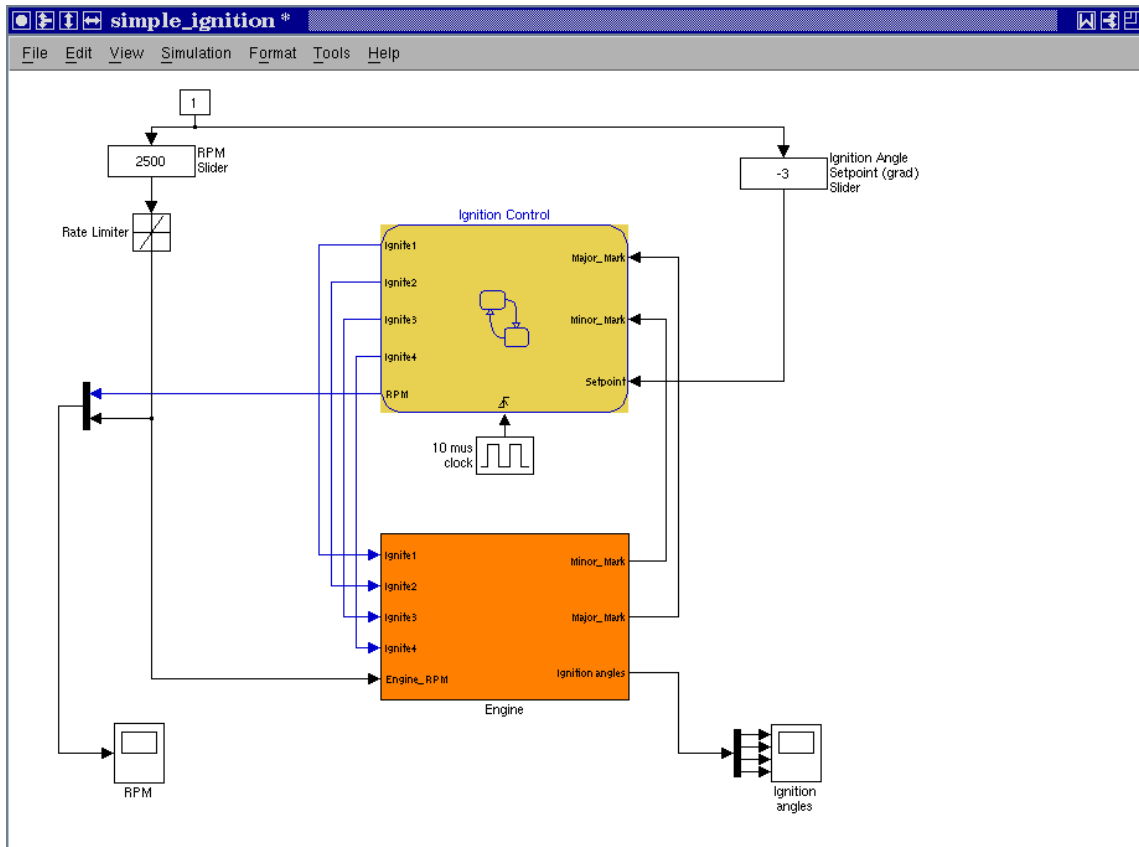 simple_ignition *
File Edit View Simulation Format Tools Help
1
2500
RPM
Slider
-3
Ignition Angle
Setpoint (grad)
Slider
Rate Limiter
Ignition Control
Ignite1
Ignite2
Ignite3
Ignite4
RPM
Major_Mark
Minor_Mark
Setpoint
10 mus
clock
Ignite1
Ignite2
Ignite3
Ignite4
Engine_RPM
Minor_Mark
Major_Mark
Ignition angles
Engine
RPM
Ignition
angles